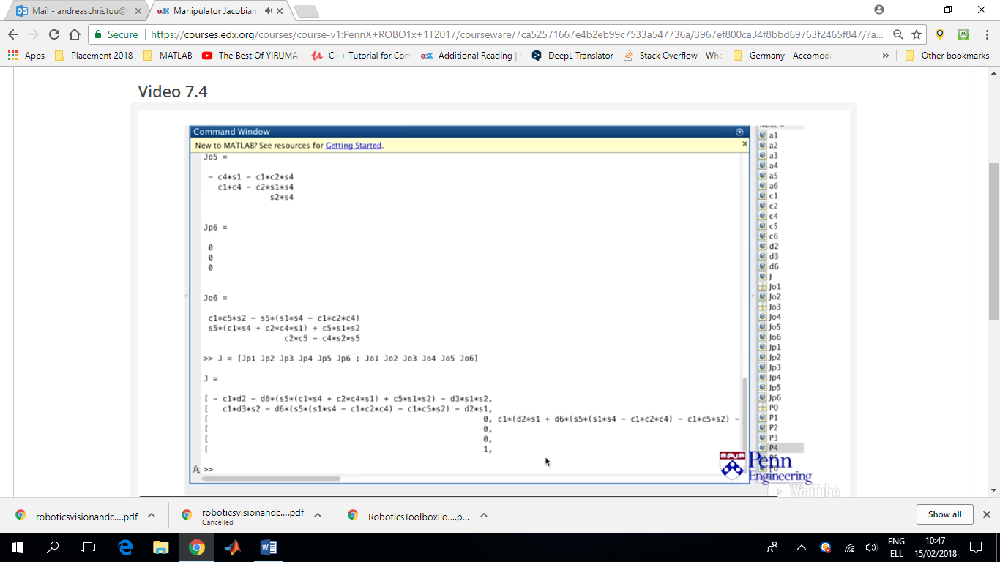 Mail - andreaschristou@
edX Manipulator Jacobian
Secure https://courses.edx.org/courses/course-v1:PennX+ROBO1x+1T2017/courseware/7ca52571667e4b2eb99c7533a547736a/3967ef800ca34f8bbd69763f2465f847/?a...
Apps Placement 2018 MATLAB The Best Of YIRUMA C++ Tutorial for Com edX Additional Reading | DeepL Translator Stack Overflow - Whe Germany - Accomoda » Other bookmarks
Video 7.4
Command Window
New to MATLAB? See resources for Getting Started.
Jo5 =
- c4*s1 - c1*c2*s4
c1*c4 - c2*s1*s4
s2*s4
Jp6 =
0
0
0
Jo6 =
c1*c5*s2 - s5*(s1*s4 - c1*c2*c4)
s5*(c1*s4 + c2*c4*s1) + c5*s1*s2
c2*c5 - c4*s2*s5
>> J = [Jp1 Jp2 Jp3 Jp4 Jp5 Jp6 ; Jo1 Jo2 Jo3 Jo4 Jo5 Jo6]
J =
[ - c1*d2 - d6*(s5*(c1*s4 + c2*c4*s1) + c5*s1*s2) - d3*s1*s2,
[ c1*d3*s2 - d6*(s5*(s1*s4 - c1*c2*c4) - c1*c5*s2) - d2*s1,
[ 0, c1*(d2*s1 + d6*(s5*(s1*s4 - c1*c2*c4) - c1*c5*s2) -
[ 0,
[ 0,
[ 1,
fx >>
a1
a2
a3
a4
a5
a6
c1
c2
c4
c5
c6
d2
d3
d6
J
Jo1
Jo2
Jo3
Jo4
Jo5
Jo6
Jp1
Jp2
Jp3
Jp4
Jp5
Jp6
P0
P1
P2
P3
P4
P5
P6
Penn
Engineering
YouTube
roboticsvisionandc....pdf
roboticsvisionandc....pdf
Cancelled
RoboticsToolboxFo....p...
Show all
ENG
ELL
10:47
15/02/2018